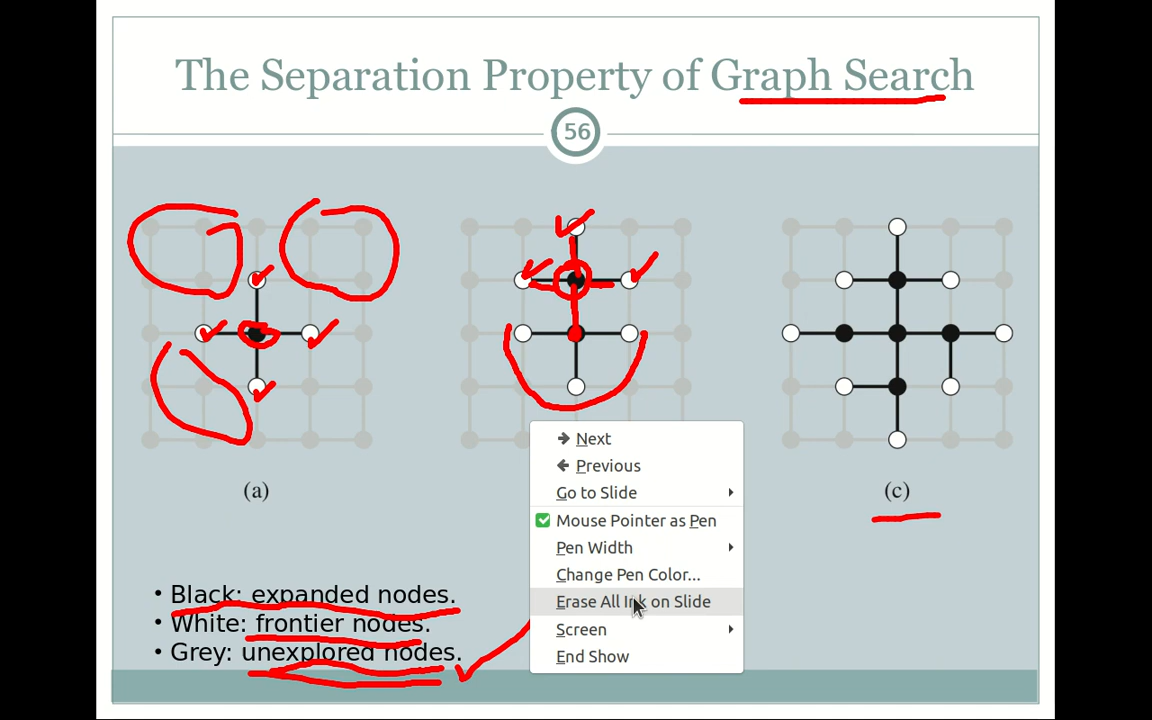 The Separation Property of Graph Search
56
(a)
(c)
• Black: expanded nodes.
• White: frontier nodes.
• Grey: unexplored nodes.
Next
Previous
Go to Slide
Mouse Pointer as Pen
Pen Width
Change Pen Color...
Erase All Ink on Slide
Screen
End Show